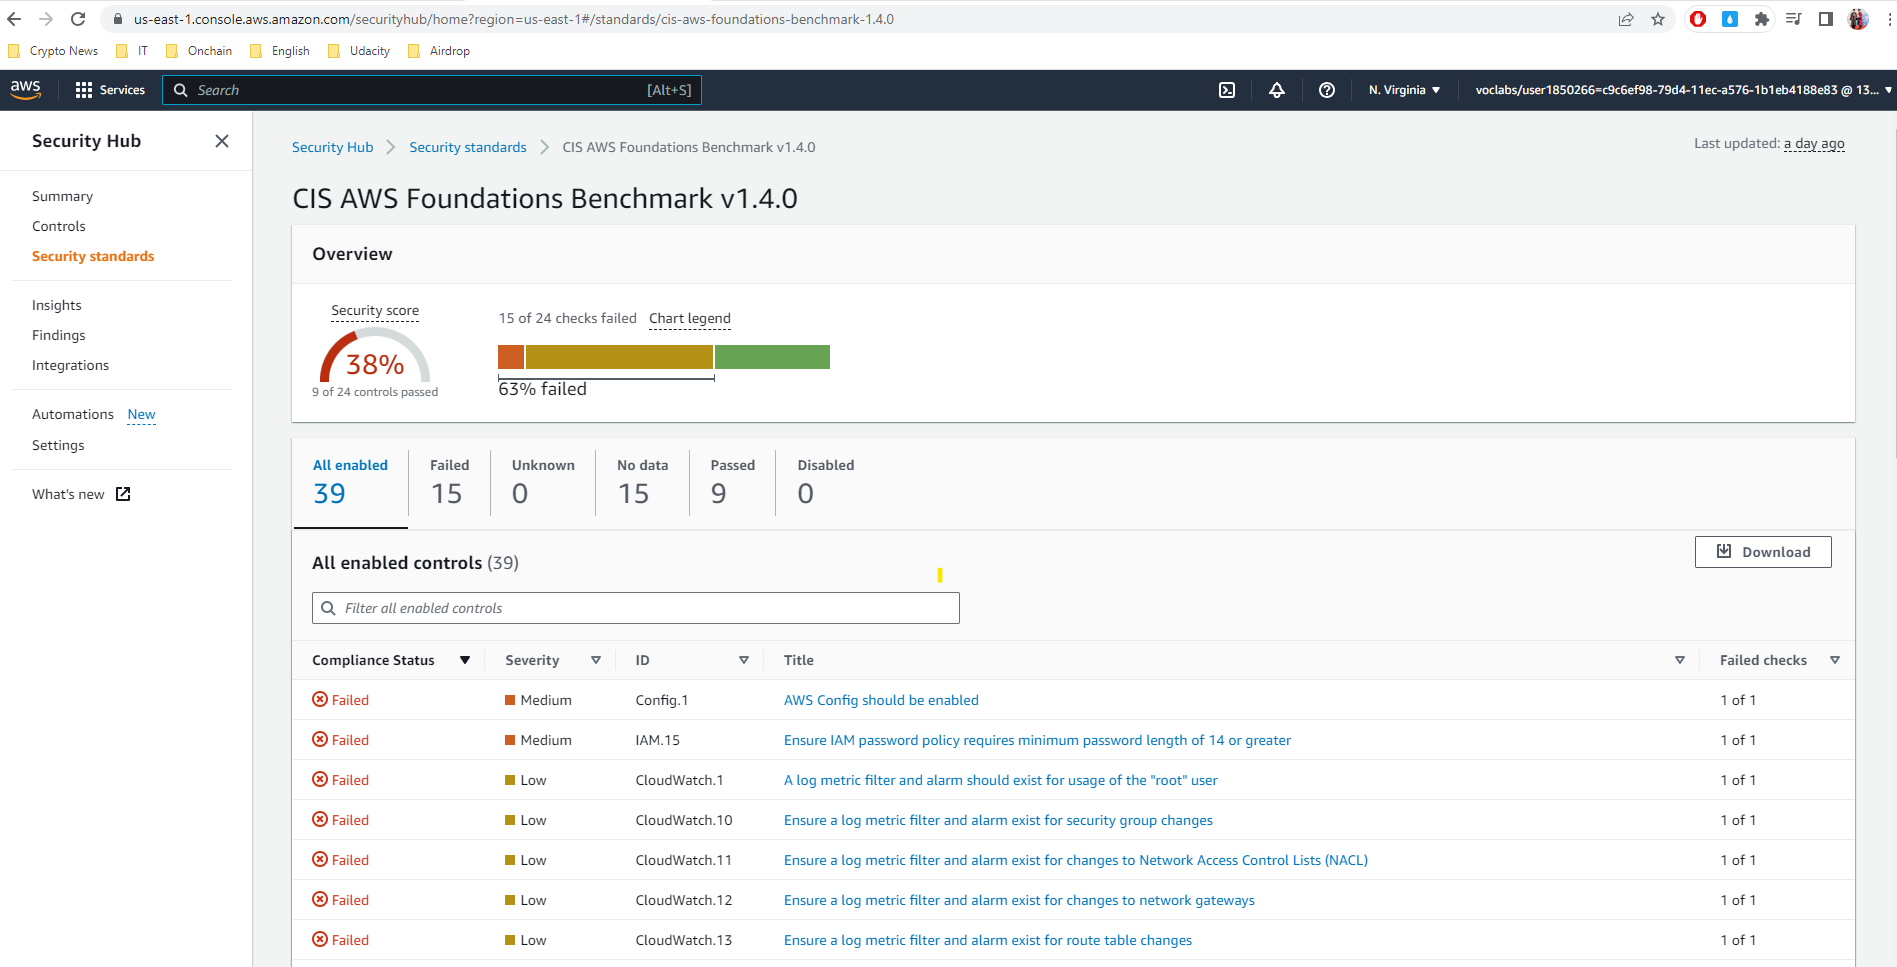 us-east-1.console.aws.amazon.com/securityhub/home?region=us-east-1#/standards/cis-aws-foundations-benchmark-1.4.0
Crypto News IT Onchain English Udacity Airdrop
aws Services Search [Alt+S] N. Virginia voclabs/user1850266=c9c6ef98-79d4-11ec-a576-1b1eb4188e83 @ 13...
Security Hub
Summary
Controls
Security standards
Insights
Findings
Integrations
Automations New
Settings
What's new
Security Hub Security standards CIS AWS Foundations Benchmark v1.4.0
Last updated: a day ago
CIS AWS Foundations Benchmark v1.4.0
Overview
Security score
38%
9 of 24 controls passed
15 of 24 checks failed Chart legend
63% failed
All enabled Failed Unknown No data Passed Disabled
39 15 0 15 9 0
All enabled controls (39)
Download
Filter all enabled controls
Compliance Status Severity ID Title Failed checks
Failed Medium Config.1 AWS Config should be enabled 1 of 1
Failed Medium IAM.15 Ensure IAM password policy requires minimum password length of 14 or greater 1 of 1
Failed Low CloudWatch.1 A log metric filter and alarm should exist for usage of the "root" user 1 of 1
Failed Low CloudWatch.10 Ensure a log metric filter and alarm exist for security group changes 1 of 1
Failed Low CloudWatch.11 Ensure a log metric filter and alarm exist for changes to Network Access Control Lists (NACL) 1 of 1
Failed Low CloudWatch.12 Ensure a log metric filter and alarm exist for changes to network gateways 1 of 1
Failed Low CloudWatch.13 Ensure a log metric filter and alarm exist for route table changes 1 of 1